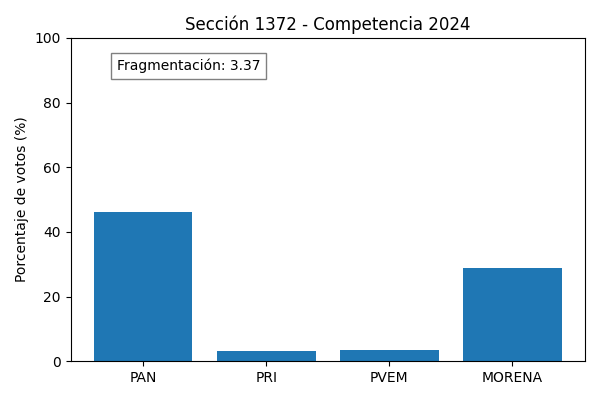 Sección 1372 - Competencia 2024
Fragmentación: 3.37
Porcentaje de votos (%)
100
80
60
40
20
0
PAN PRI PVEM MORENA